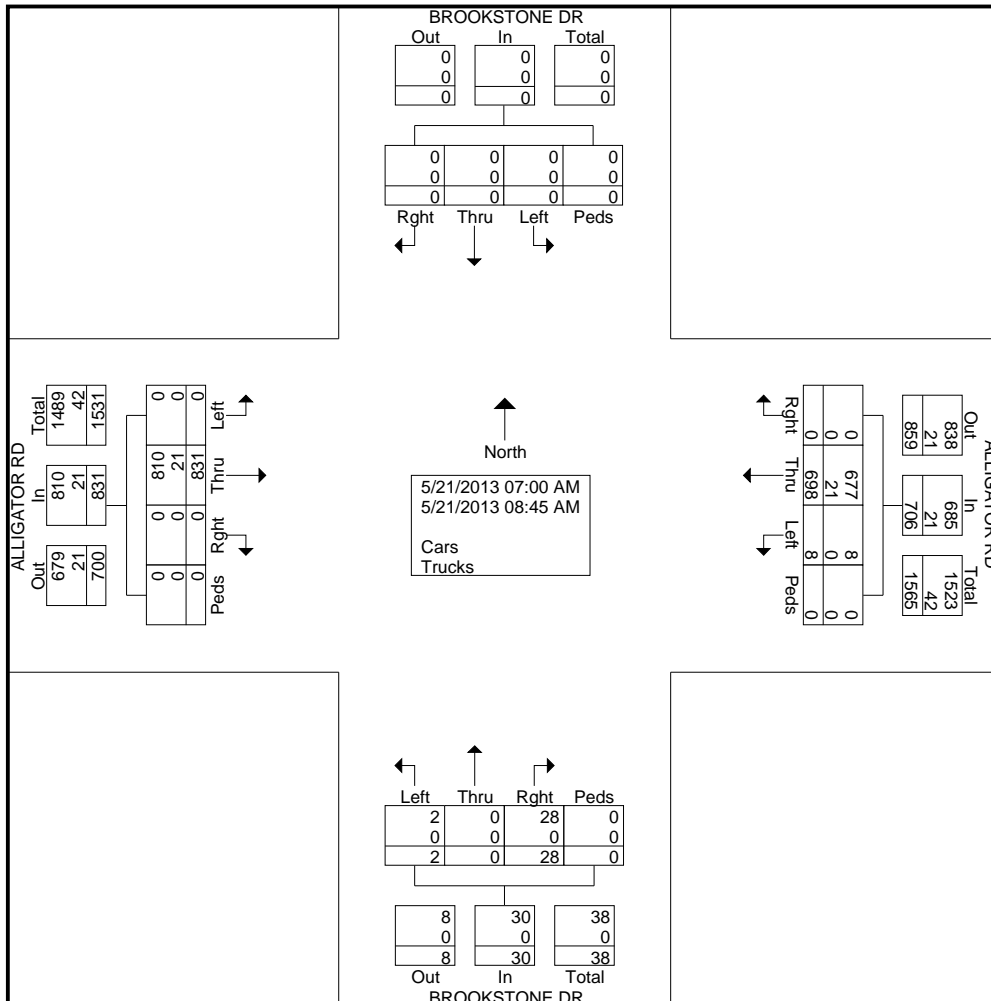 BROOKSTONE DR
Out In Total
0 0 0
0 0 0
0 0 0
0 0 0 0
0 0 0 0
0 0 0 0
Rght Thru Left Peds
ALLIGATOR RD
Total In Out
1489 810 679
42 21 21
1531 831 700
0 810 0 0
0 21 0 0
0 831 0 0
Left Thru Rght Peds
North
5/21/2013 07:00 AM
5/21/2013 08:45 AM
Cars
Trucks
Rght Thru Left Peds
0 677 8 0
0 21 0 0
0 698 8 0
Out In Total
838 685 1523
21 21 42
859 706 1565
ALLIGATOR RD
Left Thru Rght Peds
2 0 28 0
0 0 0 0
2 0 28 0
8 30 38
0 0 0
8 30 38
Out In Total
BROOKSTONE DR